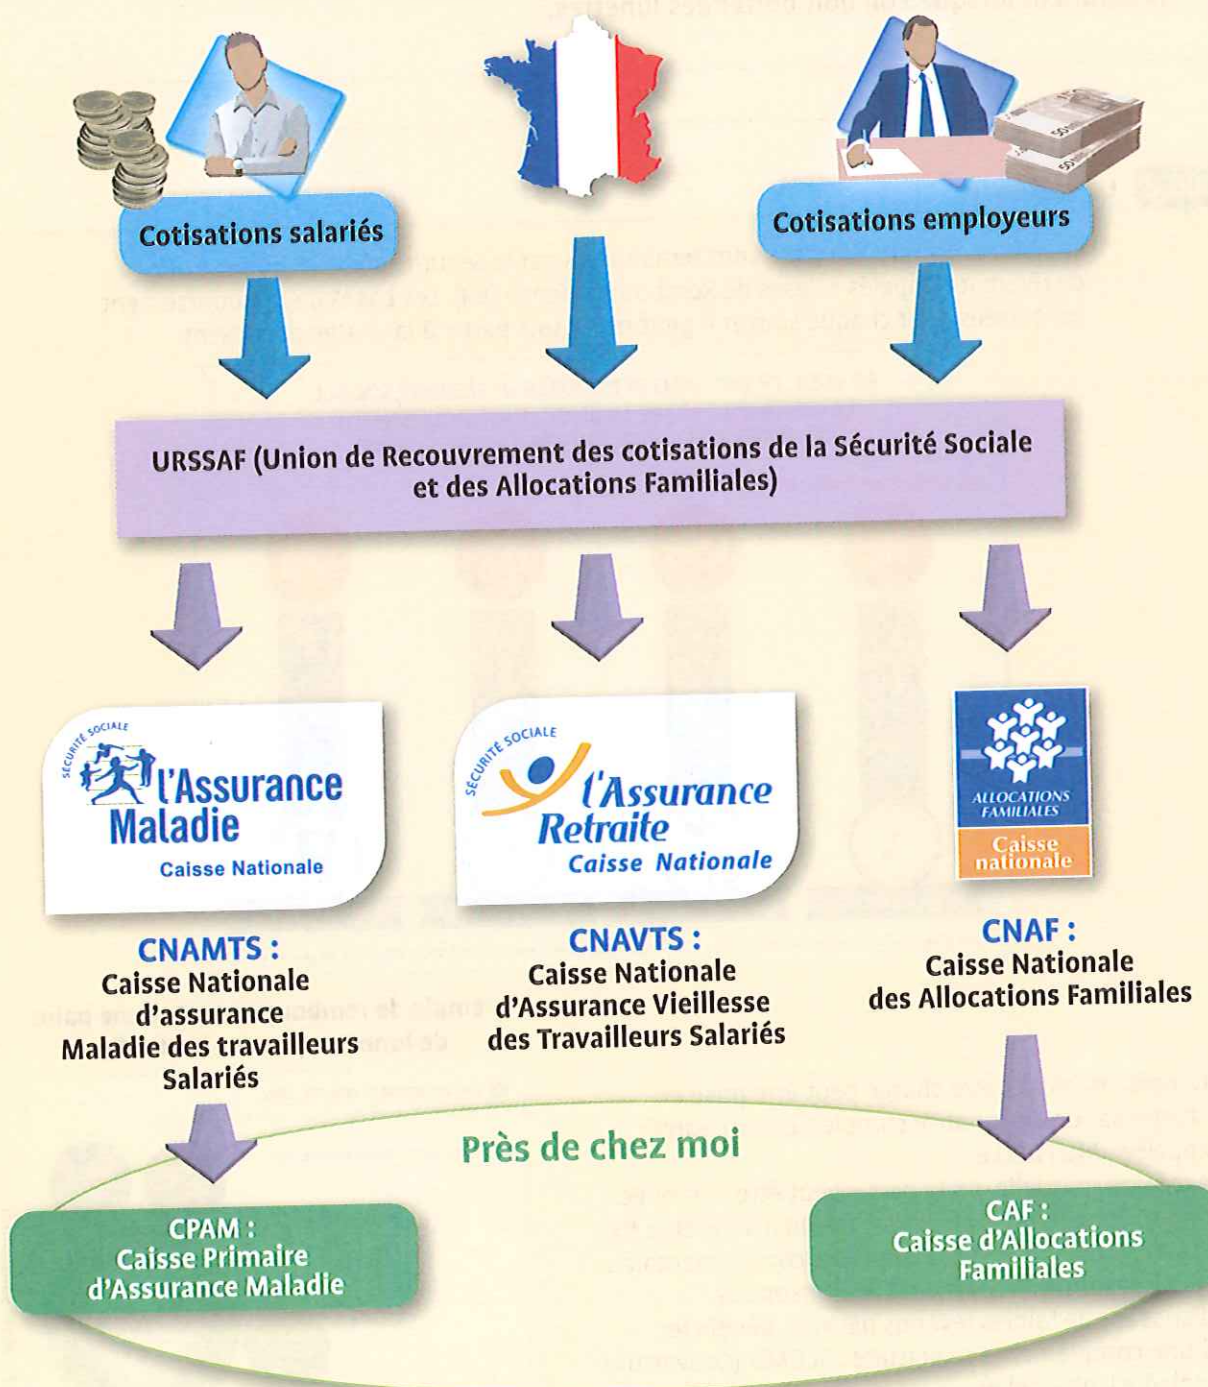 Cotisations salariés
Cotisations employeurs
URSSAF (Union de Recouvrement des cotisations de la Sécurité Sociale
et des Allocations Familiales)
SÉCURITÉ SOCIALE
l'Assurance
Maladie
Caisse Nationale
SÉCURITÉ SOCIALE
l'Assurance
Retraite
Caisse Nationale
ALLOCATIONS
FAMILIALES
Caisse
nationale
CNAMTS :
Caisse Nationale
d'assurance
Maladie des travailleurs
Salariés
CNAVTS :
Caisse Nationale
d'Assurance Vieillesse
des Travailleurs Salariés
CNAF :
Caisse Nationale
des Allocations Familiales
Près de chez moi
CPAM :
Caisse Primaire
d'Assurance Maladie
CAF :
Caisse d'Allocations
Familiales